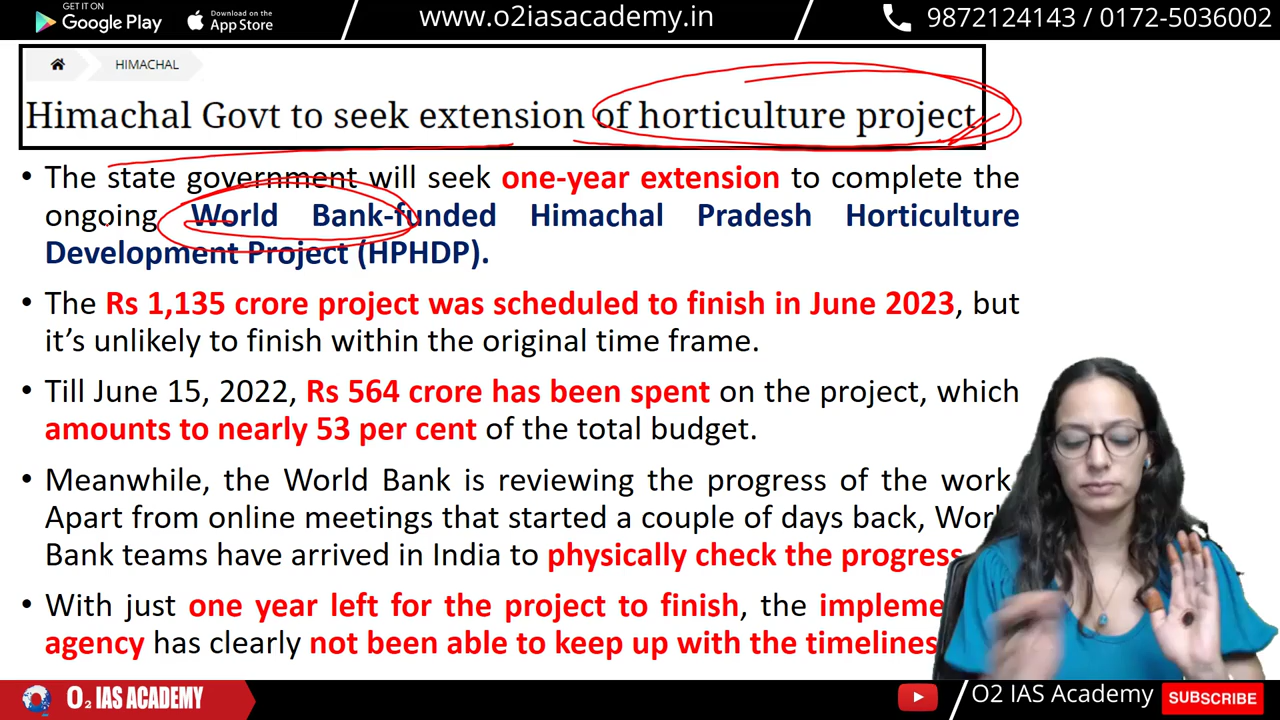 GET IT ON
Google Play
Download on the
App Store
www.o2iasacademy.in
9872124143 / 0172-5036002
HIMACHAL
Himachal Govt to seek extension of horticulture project
• The state government will seek one-year extension to complete the
ongoing World Bank-funded Himachal Pradesh Horticulture
Development Project (HPHDP).
• The Rs 1,135 crore project was scheduled to finish in June 2023, but
it's unlikely to finish within the original time frame.
• Till June 15, 2022, Rs 564 crore has been spent on the project, which
amounts to nearly 53 per cent of the total budget.
• Meanwhile, the World Bank is reviewing the progress of the work.
Apart from online meetings that started a couple of days back, World
Bank teams have arrived in India to physically check the progress
• With just one year left for the project to finish, the
agency has clearly not been able to keep up with the timelines
O2 IAS ACADEMY
O2 IAS Academy
SUBSCRIBE